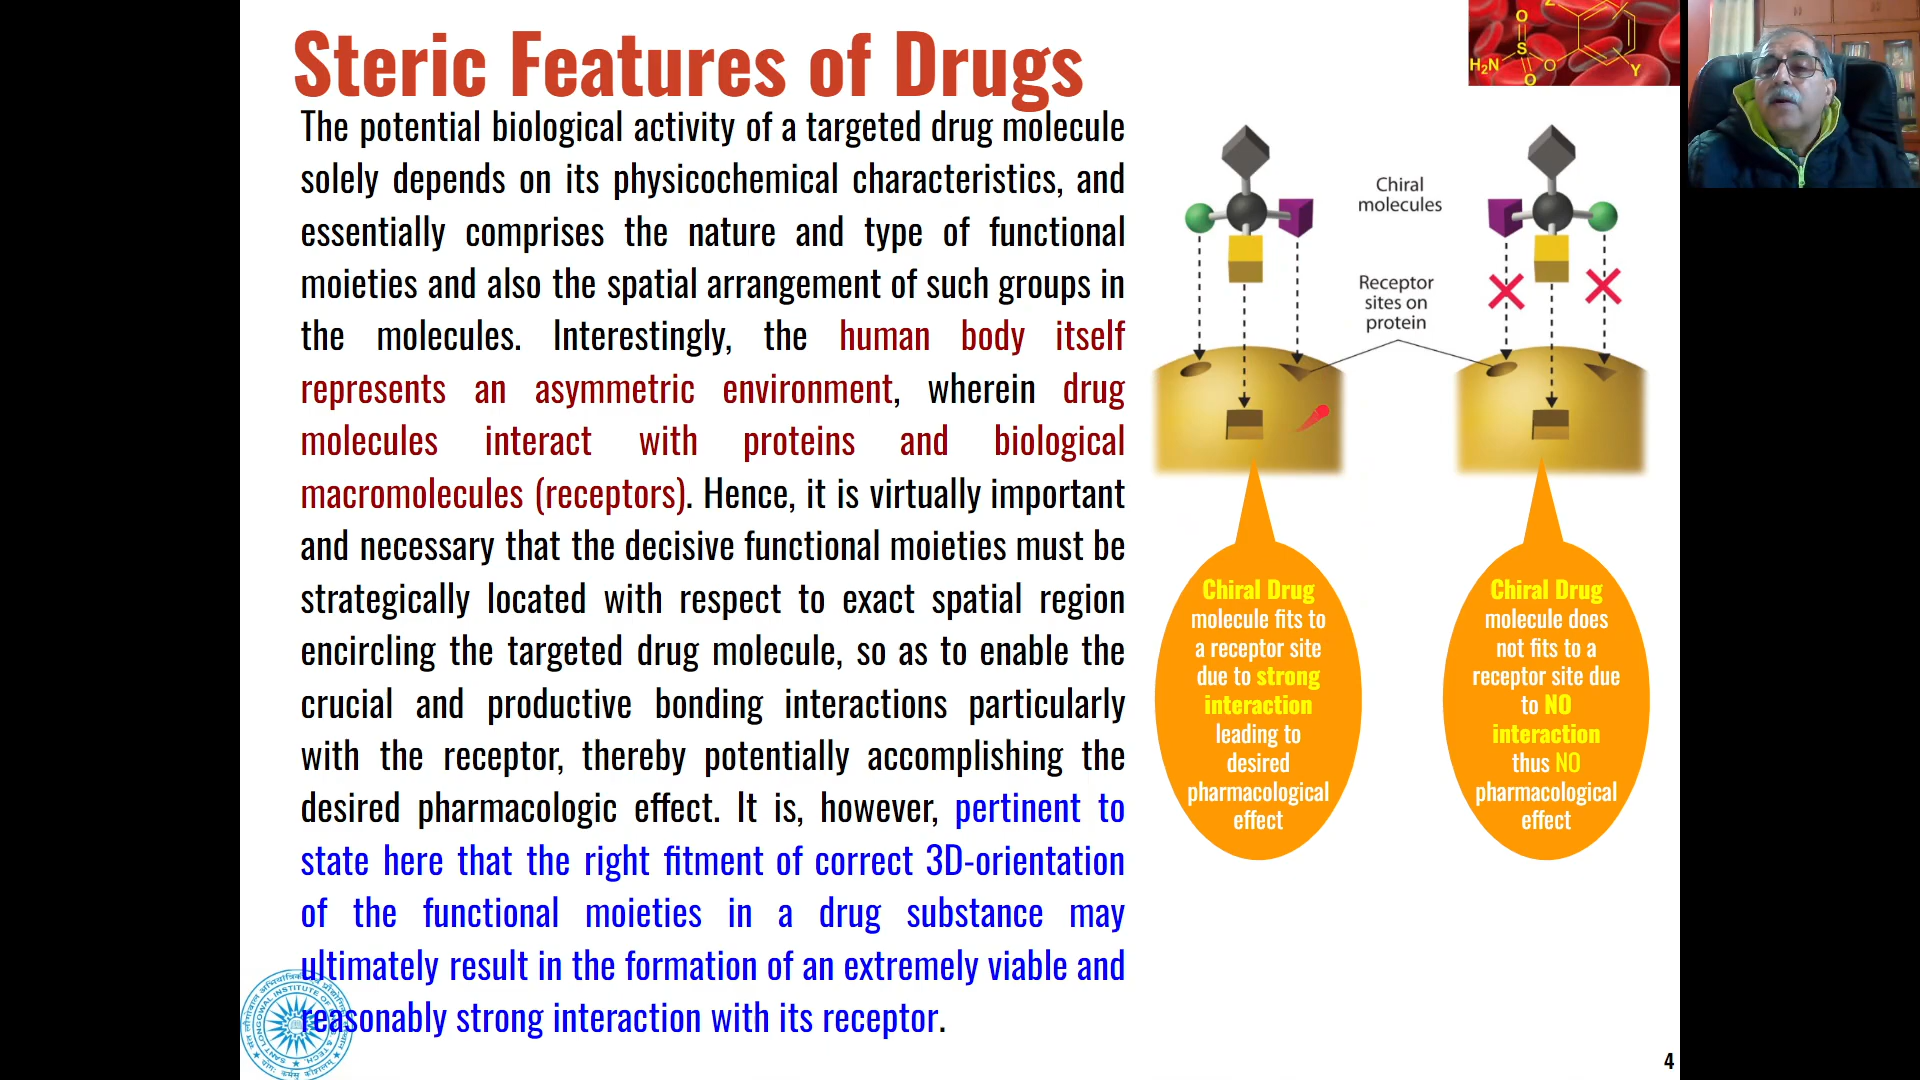 Steric Features of Drugs
The potential biological activity of a targeted drug molecule
solely depends on its physicochemical characteristics, and
essentially comprises the nature and type of functional
moieties and also the spatial arrangement of such groups in
the molecules. Interestingly, the human body itself
represents an asymmetric environment, wherein drug
molecules interact with proteins and biological
macromolecules (receptors). Hence, it is virtually important
and necessary that the decisive functional moieties must be
strategically located with respect to exact spatial region
encircling the targeted drug molecule, so as to enable the
crucial and productive bonding interactions particularly
with the receptor, thereby potentially accomplishing the
desired pharmacologic effect. It is, however, pertinent to
state here that the right fitment of correct 3D-orientation
of the functional moieties in a drug substance may
ultimately result in the formation of an extremely viable and
reasonably strong interaction with its receptor.
Z
O
S
H₂N
O
O
Y
Chiral
molecules
Receptor
sites on
protein
Chiral Drug
molecule fits to
a receptor site
due to strong
interaction
leading to
desired
pharmacological
effect
Chiral Drug
molecule does
not fits to a
receptor site due
to NO
interaction
thus NO
pharmacological
effect
SANT LONGOWAL INSTITUTE OF
& TECH.
4